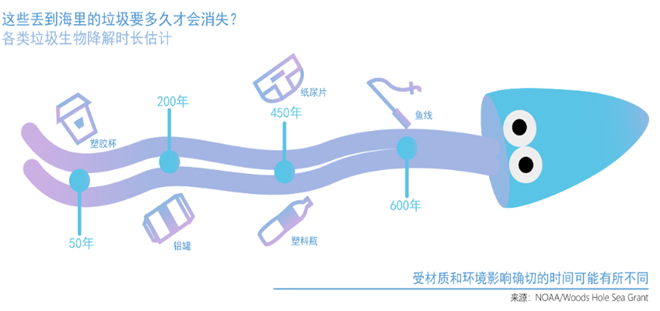 这些丢到海里的垃圾要多久才会消失？
各类垃圾生物降解时长估计
塑胶杯
50年
200年
铝罐
纸尿片
450年
塑料瓶
鱼线
600年
受材质和环境影响确切的时间可能有所不同
来源：NOAA/Woods Hole Sea Grant